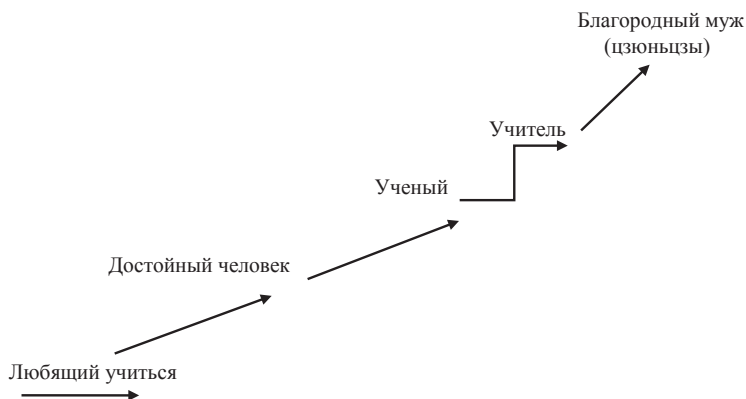 Благородный муж
(цзюньцзы)
Учитель
Ученый
Достойный человек
Любящий учиться